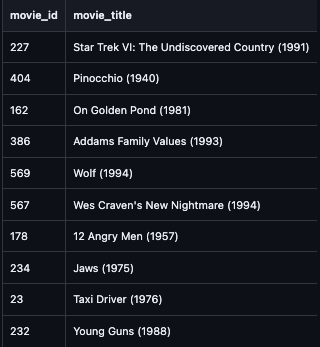 movie_id movie_title
227 Star Trek VI: The Undiscovered Country (1991)
404 Pinocchio (1940)
162 On Golden Pond (1981)
386 Addams Family Values (1993)
569 Wolf (1994)
567 Wes Craven's New Nightmare (1994)
178 12 Angry Men (1957)
234 Jaws (1975)
23 Taxi Driver (1976)
232 Young Guns (1988)